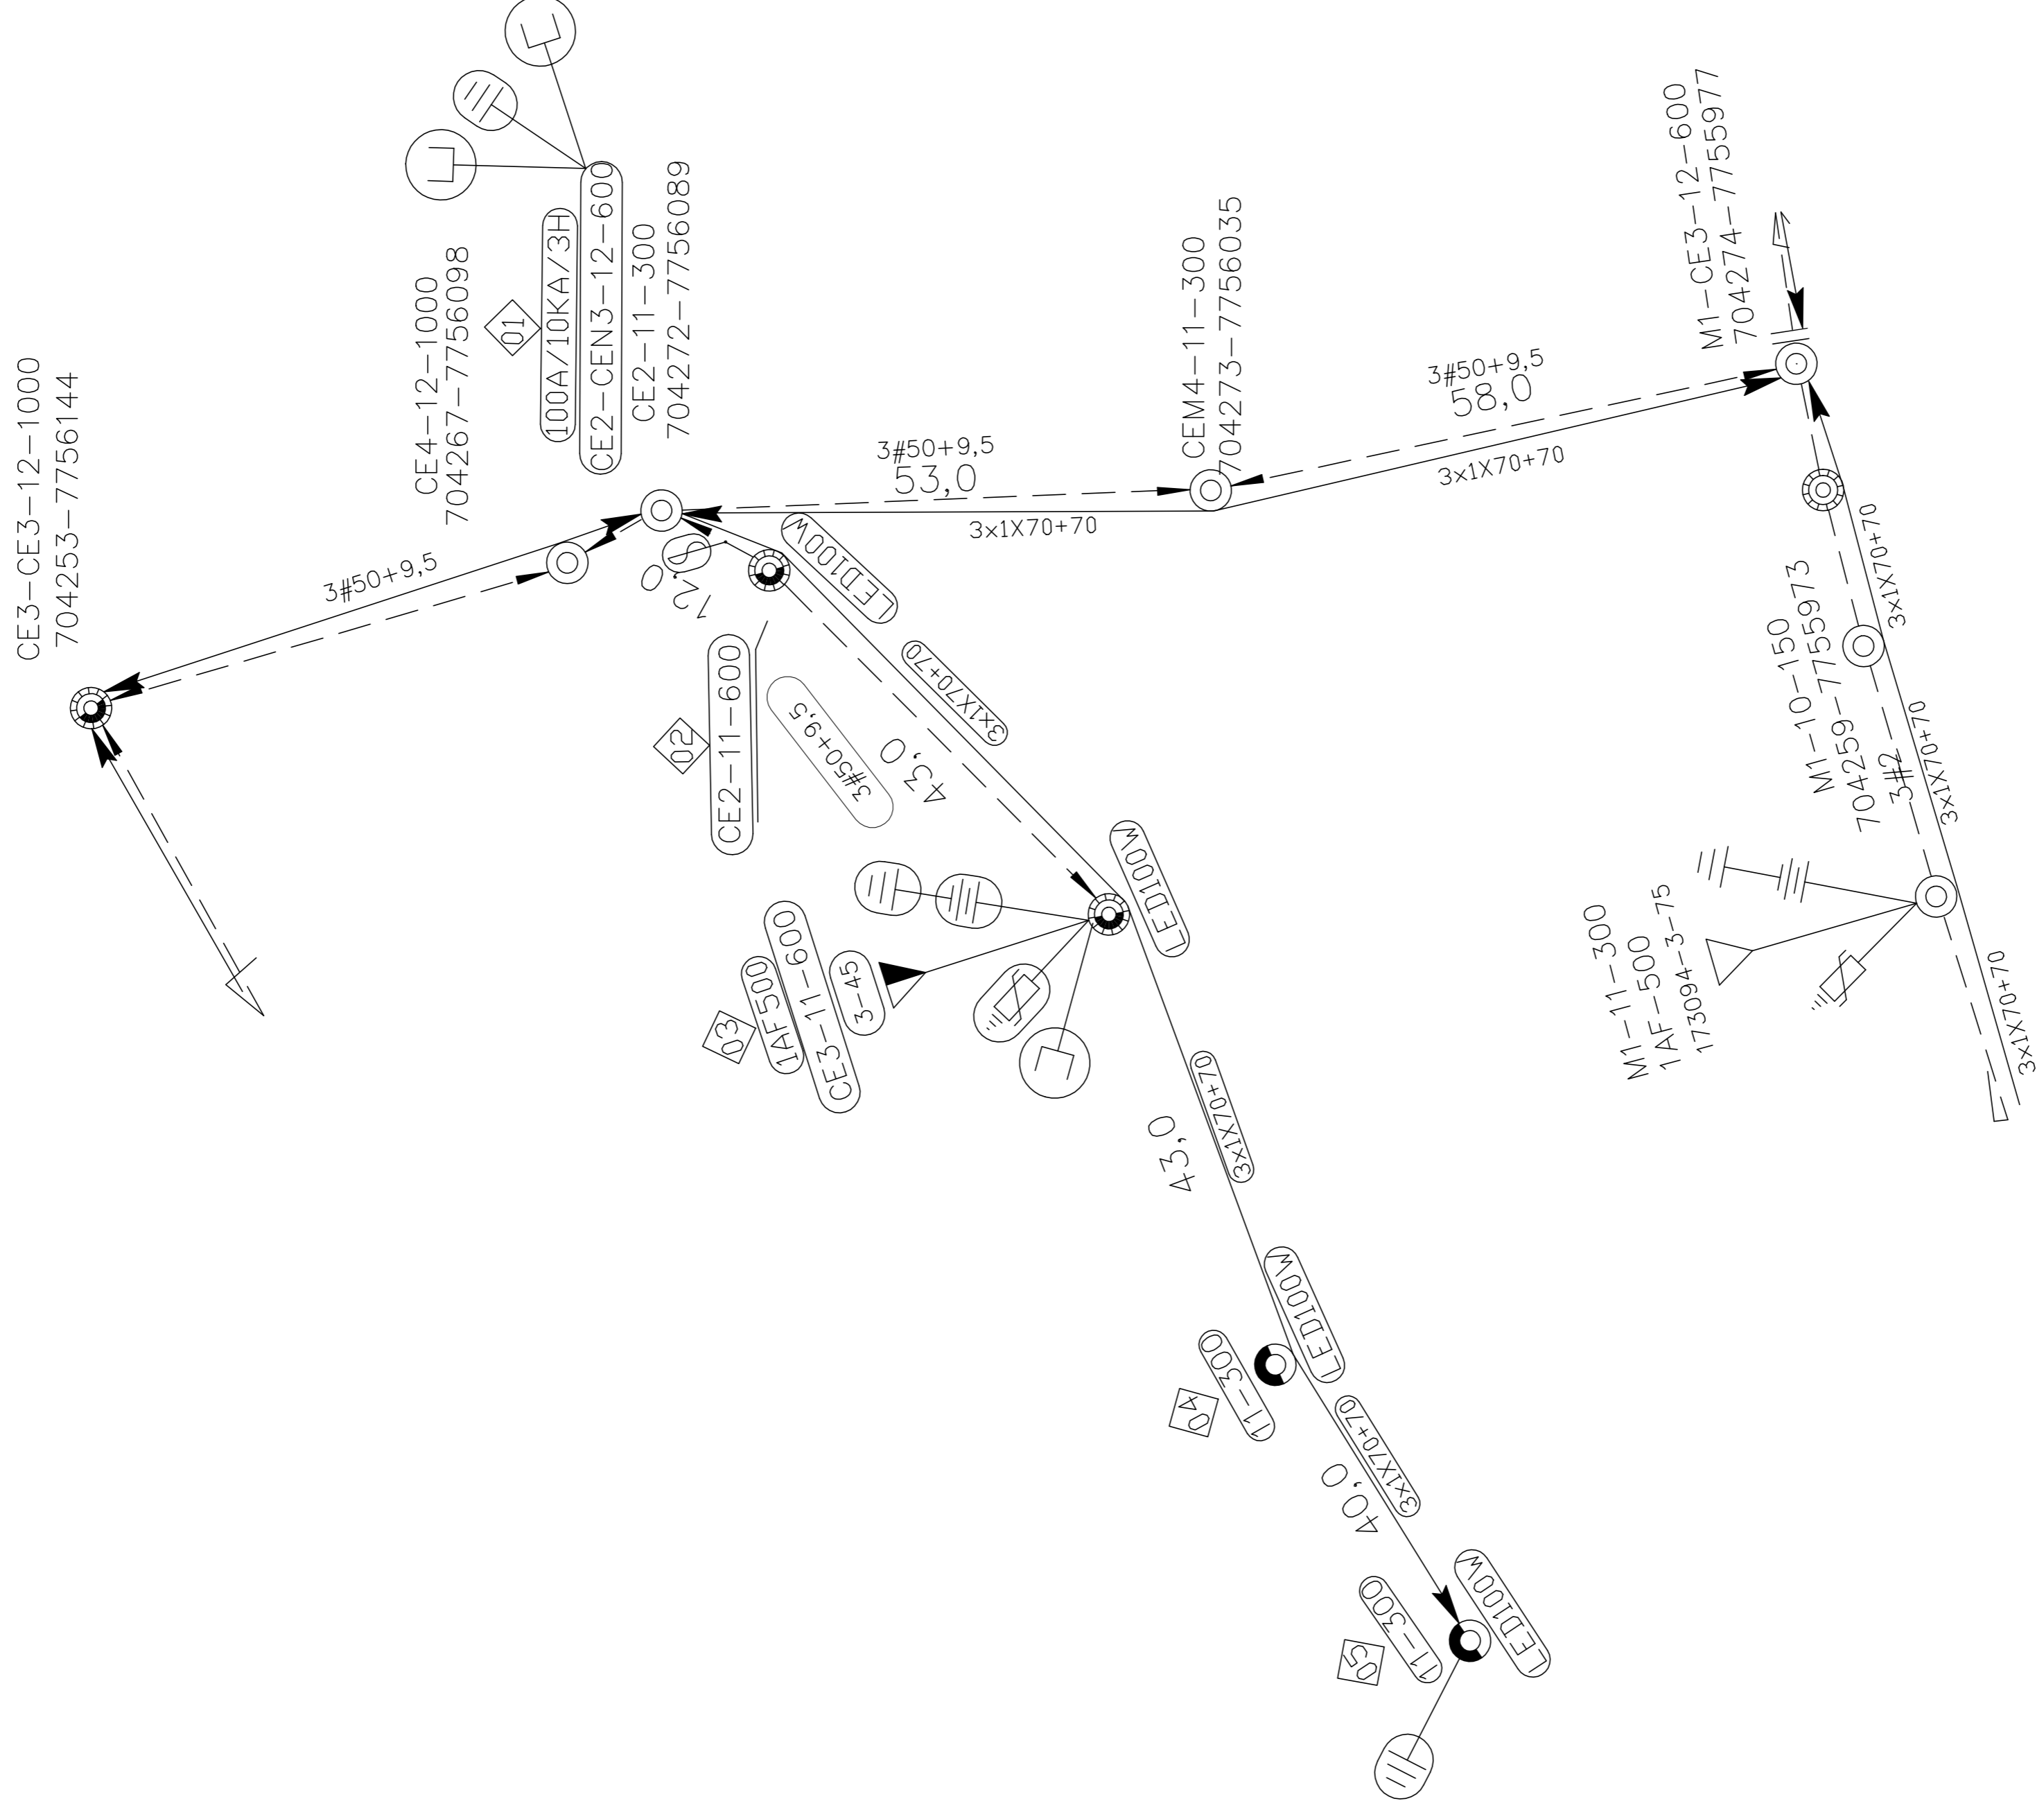 CE3-CE3-12-1000
704253-7756144
3#50+9,5
CE4-12-1000
704267-7756098
01
100A/10KA/3H
CE2-CEN3-12-600
CE2-11-300
704272-7756089
3#50+9,5
53,0
3x1X70+70
CEM4-11-300
704273-7756035
3#50+9,5
58,0
3x1X70+70
M1-CE3-12-600
704274-7755977
12,0
LED100W
02
CE2-11-600
3#50+9,5
43,0
3x1X70+70
03
1AF500
CE3-11-600
3-45
LED100W
43,0
3x1X70+70
04
11-300
LED100W
40,0
3x1X70+70
05
11-300
LED100W
3x1X70+70
M1-10-150
704259-7755973
3#2
3x1X70+70
M1-11-300
1AF-500
173094-3-75
3x1X70+70